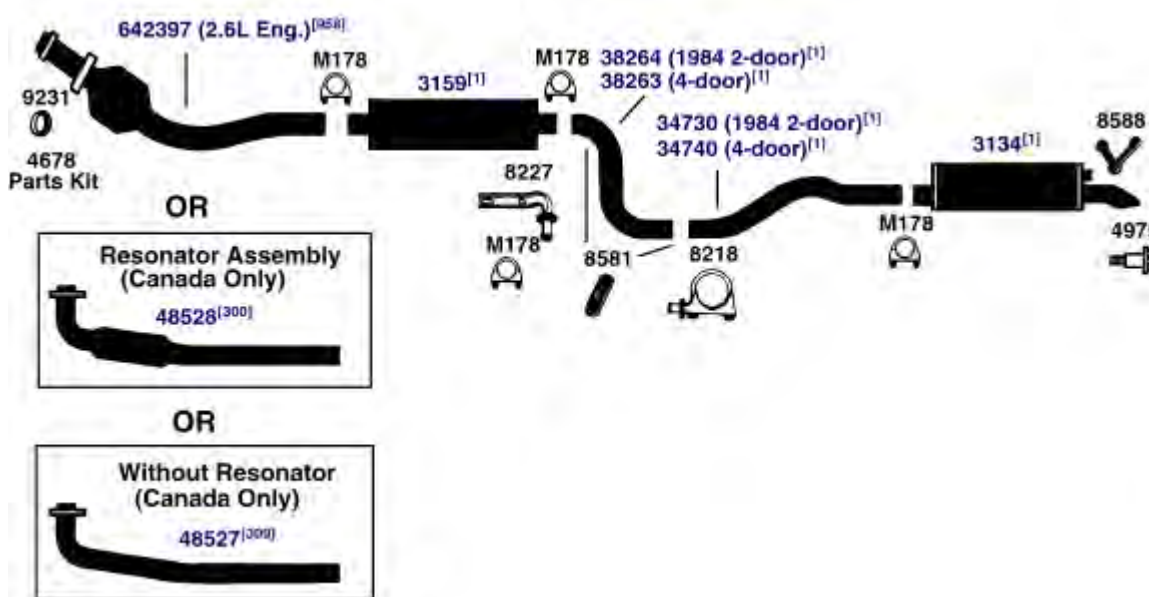 642397 (2.6L Eng.)[958]
M178
3159[1]
M178
38264 (1984 2-door)[1]
38263 (4-door)[1]
34730 (1984 2-door)[1]
34740 (4-door)[1]
3134[1]
8588
9231
4678
Parts Kit
8227
M178
8581
8218
M178
OR
Resonator Assembly
(Canada Only)
48528[300]
OR
Without Resonator
(Canada Only)
48527[300]